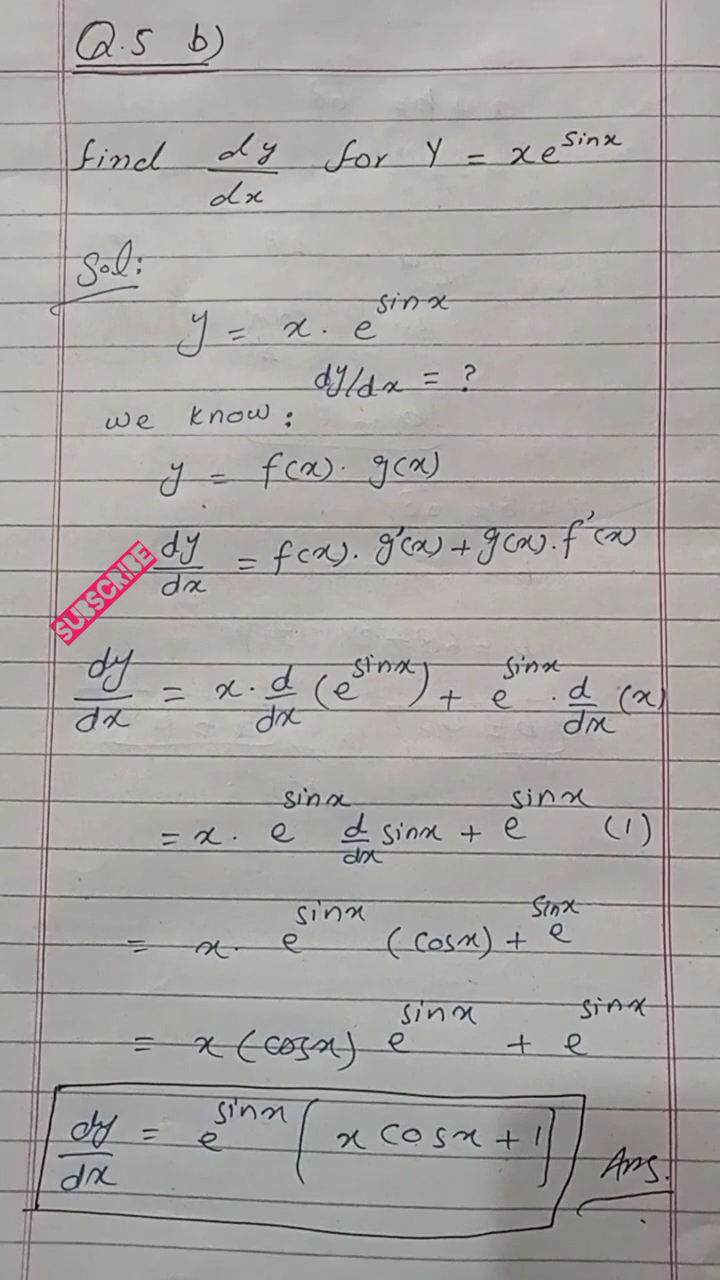 Q.5 b)
find dy/dx for Y = xe^sinx
Sol:
y = x. e^sinx
dy/dx = ?
we know:
y = f(x). g(x)
dy/dx = f(x). g'(x) + g(x). f'(x)
SUBSCRIBE
dy/dx = x. d/dx (e^sinx) + e^sinx . d/dx (x)
= x. e^sinx d/dx sinx + e^sinx (1)
= x. e^sinx (cosx) + e^sinx
= x (cosx) e^sinx + e^sinx
dy/dx = e^sinx [x cosx + 1] Ans.